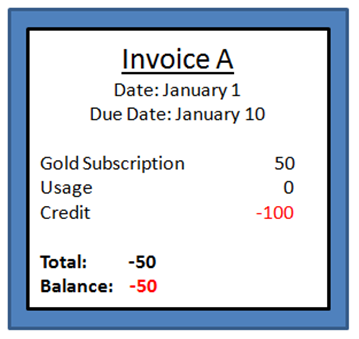 Invoice A
Date: January 1
Due Date: January 10
Gold Subscription 50
Usage 0
Credit -100
Total: -50
Balance: -50